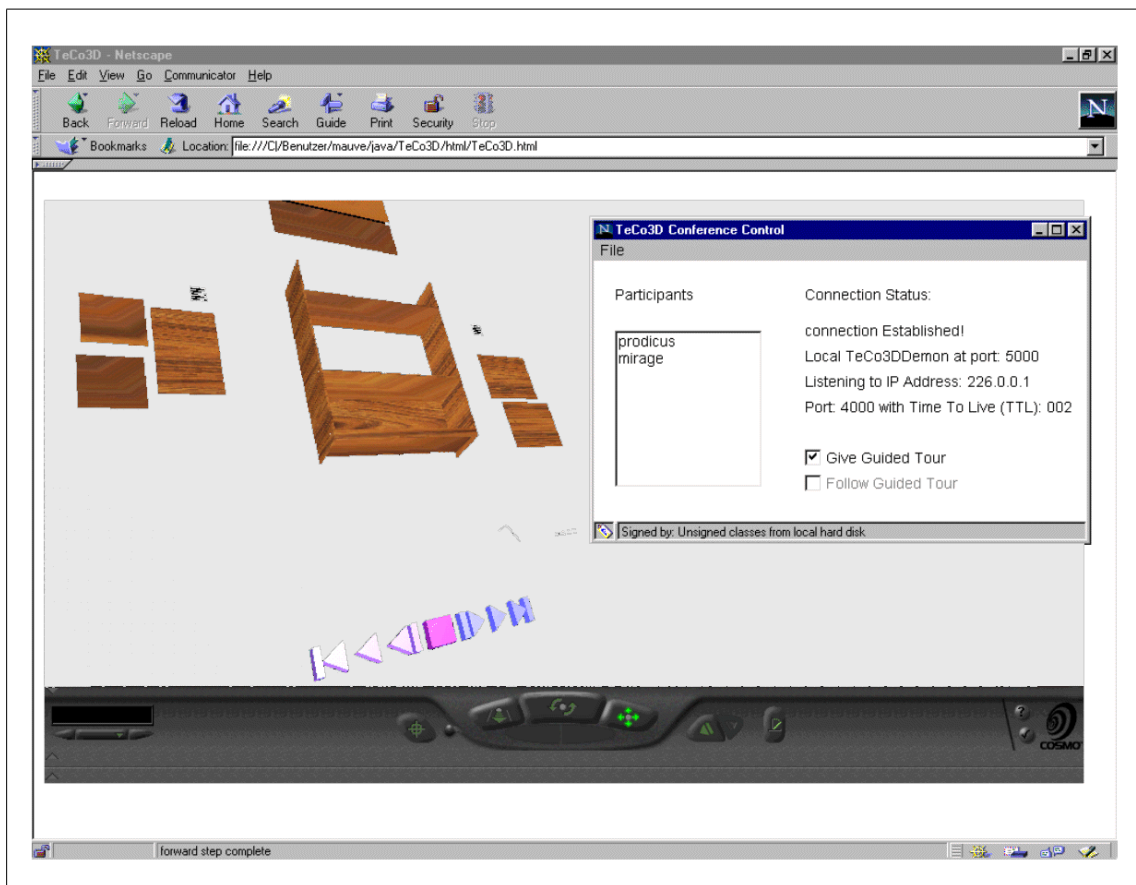 TeCo3D - Netscape
File Edit View Go Communicator Help
Back Forward Reload Home Search Guide Print Security Stop
N
Bookmarks Location: file:///C|/Benutzer/mauve/java/TeCo3D/html/TeCo3D.html
N TeCo3D Conference Control
File
Participants
prodicus
mirage
Connection Status:
connection Established!
Local TeCo3DDemon at port: 5000
Listening to IP Address: 226.0.0.1
Port: 4000 with Time To Live (TTL): 002
Give Guided Tour
Follow Guided Tour
Signed by: Unsigned classes from local hard disk
?
COSMO
forward step complete